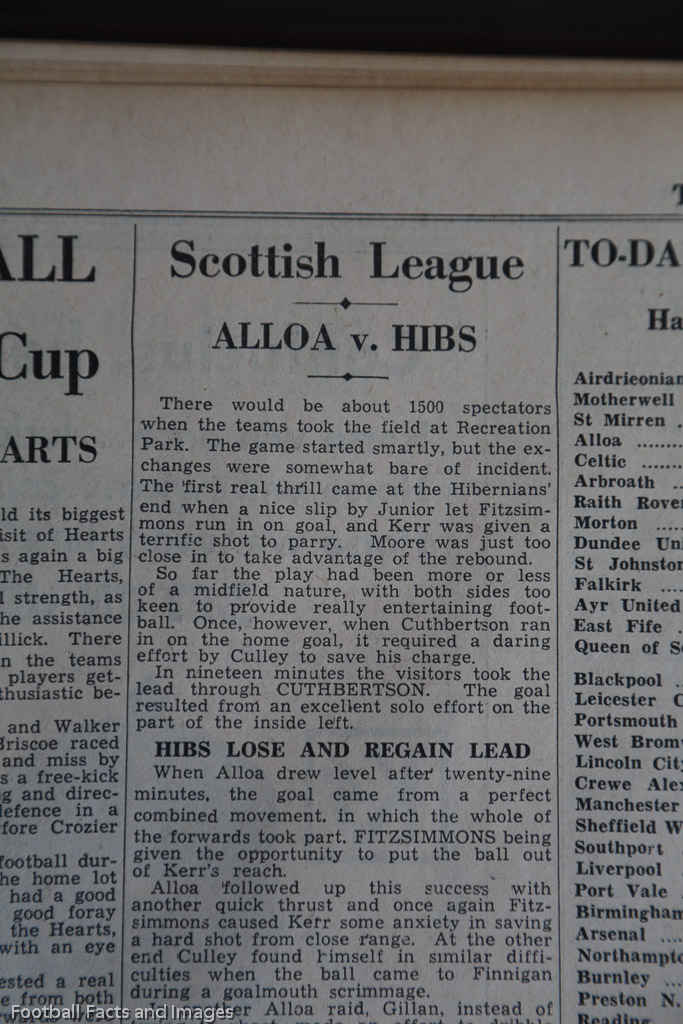 ALL
Cup
ARTS
ld its biggest
isit of Hearts
s again a big
The Hearts,
l strength, as
he assistance
illick. There
n the teams
players get-
thusiastic be-
and Walker
Briscoe raced
and miss by
s a free-kick
g and direc-
defence in a
fore Crozier
football dur-
he home lot
had a good
good foray
the Hearts,
with an eye
ested a real
e from both
Scottish League
ALLOA v. HIBS
There would be about 1500 spectators
when the teams took the field at Recreation
Park. The game started smartly, but the ex-
changes were somewhat bare of incident.
The first real thrill came at the Hibernians'
end when a nice slip by Junior let Fitzsim-
mons run in on goal, and Kerr was given a
terrific shot to parry. Moore was just too
close in to take advantage of the rebound.
So far the play had been more or less
of a midfield nature, with both sides too
keen to provide really entertaining foot-
ball. Once, however, when Cuthbertson ran
in on the home goal, it required a daring
effort by Culley to save his charge.
In nineteen minutes the visitors took the
lead through CUTHBERTSON. The goal
resulted from an excellent solo effort on the
part of the inside left.
HIBS LOSE AND REGAIN LEAD
When Alloa drew level after twenty-nine
minutes, the goal came from a perfect
combined movement. in which the whole of
the forwards took part. FITZSIMMONS being
given the opportunity to put the ball out
of Kerr's reach.
Alloa followed up this success with
another quick thrust and once again Fitz-
simmons caused Kerr some anxiety in saving
a hard shot from close range. At the other
end Culley found himself in similar diffi-
culties when the ball came to Finnigan
during a goalmouth scrimmage.
other Alloa raid, Gillan, instead of
T
TO-DA
Ha
Airdrieonian
Motherwell
St Mirren .
Alloa ........
Celtic .......
Arbroath ..
Raith Rove
Morton .....
Dundee Un
St Johnston
Falkirk ....
Ayr United
East Fife .
Queen of S
Blackpool ..
Leicester C
Portsmouth
West Brom
Lincoln City
Crewe Ale
Manchester
Sheffield W
Southport
Liverpool
Port Vale .
Birmingham
Arsenal ....
Northampto
Burnley ...
Preston N.
Reading
Football Facts and Images